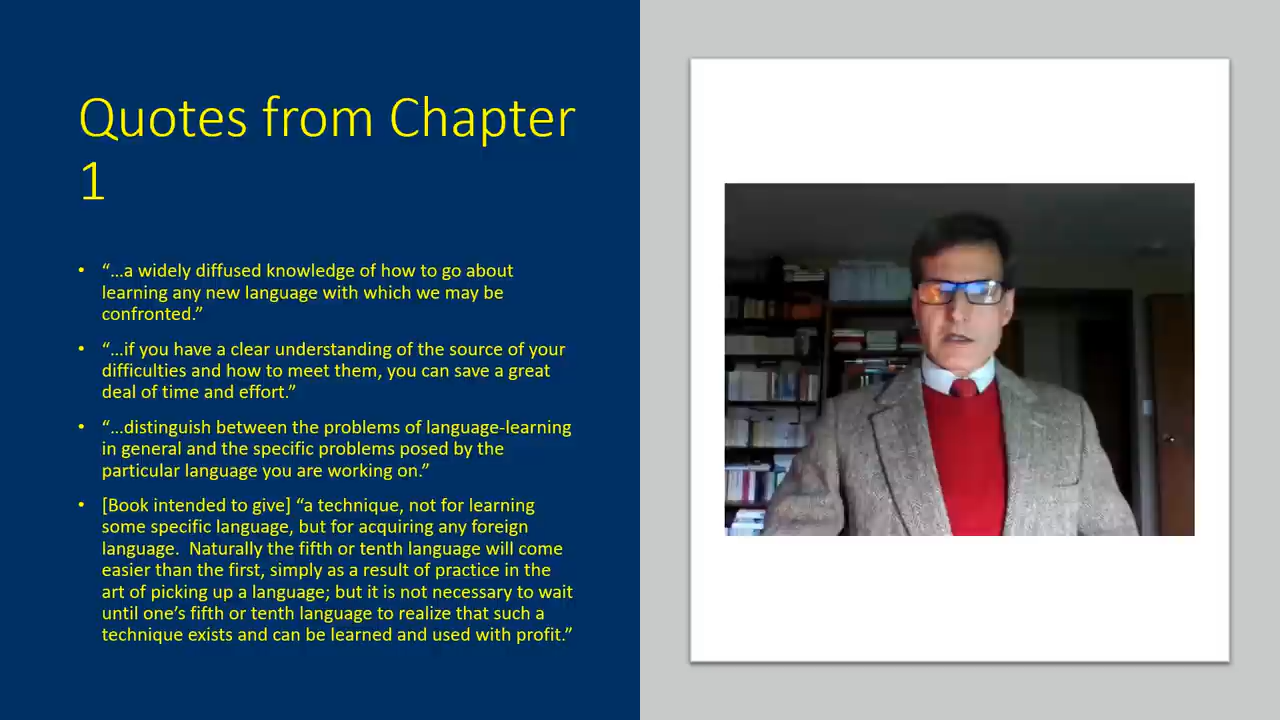 Quotes from Chapter
1
• “…a widely diffused knowledge of how to go about
learning any new language with which we may be
confronted.”
• “…if you have a clear understanding of the source of your
difficulties and how to meet them, you can save a great
deal of time and effort.”
• “…distinguish between the problems of language-learning
in general and the specific problems posed by the
particular language you are working on.”
• [Book intended to give] “a technique, not for learning
some specific language, but for acquiring any foreign
language.  Naturally the fifth or tenth language will come
easier than the first, simply as a result of practice in the
art of picking up a language; but it is not necessary to wait
until one’s fifth or tenth language to realize that such a
technique exists and can be learned and used with profit.”